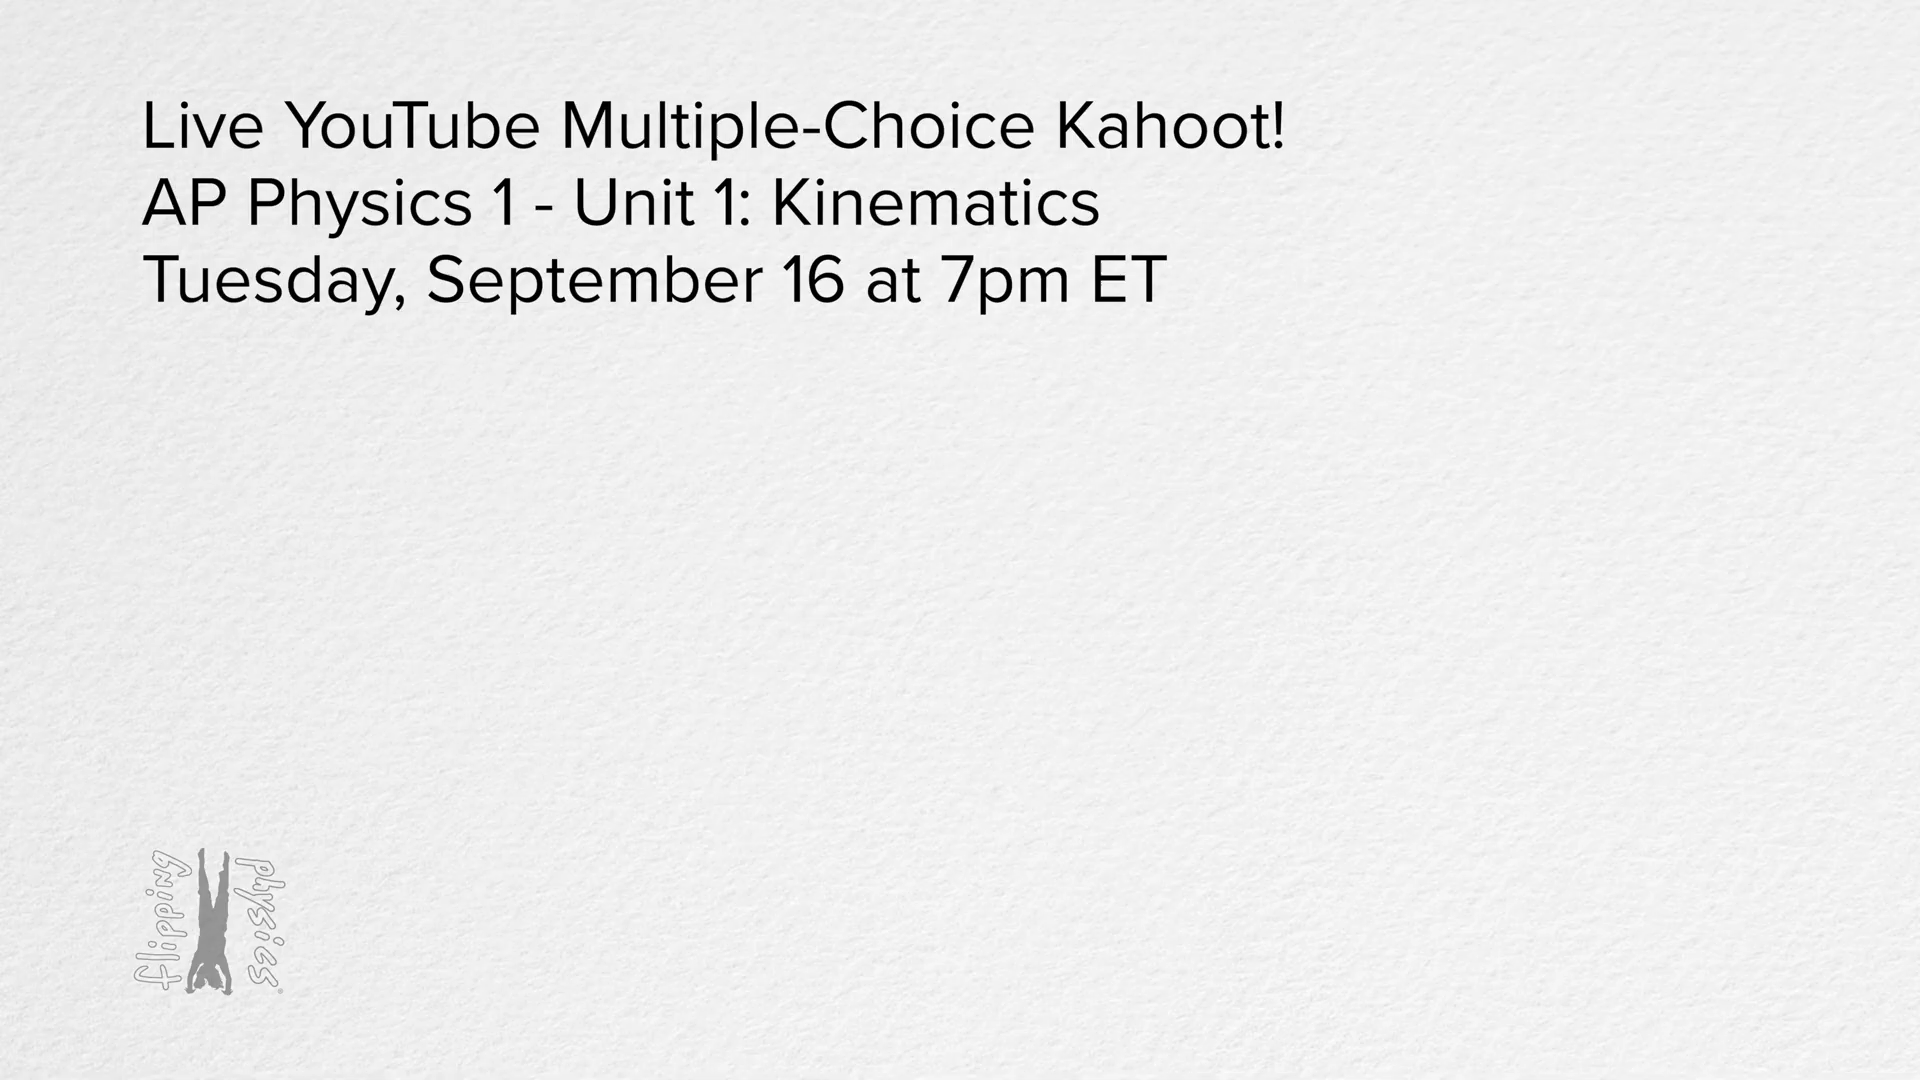 Live YouTube Multiple-Choice Kahoot!
AP Physics 1 - Unit 1: Kinematics
Tuesday, September 16 at 7pm ET
flipping
physics